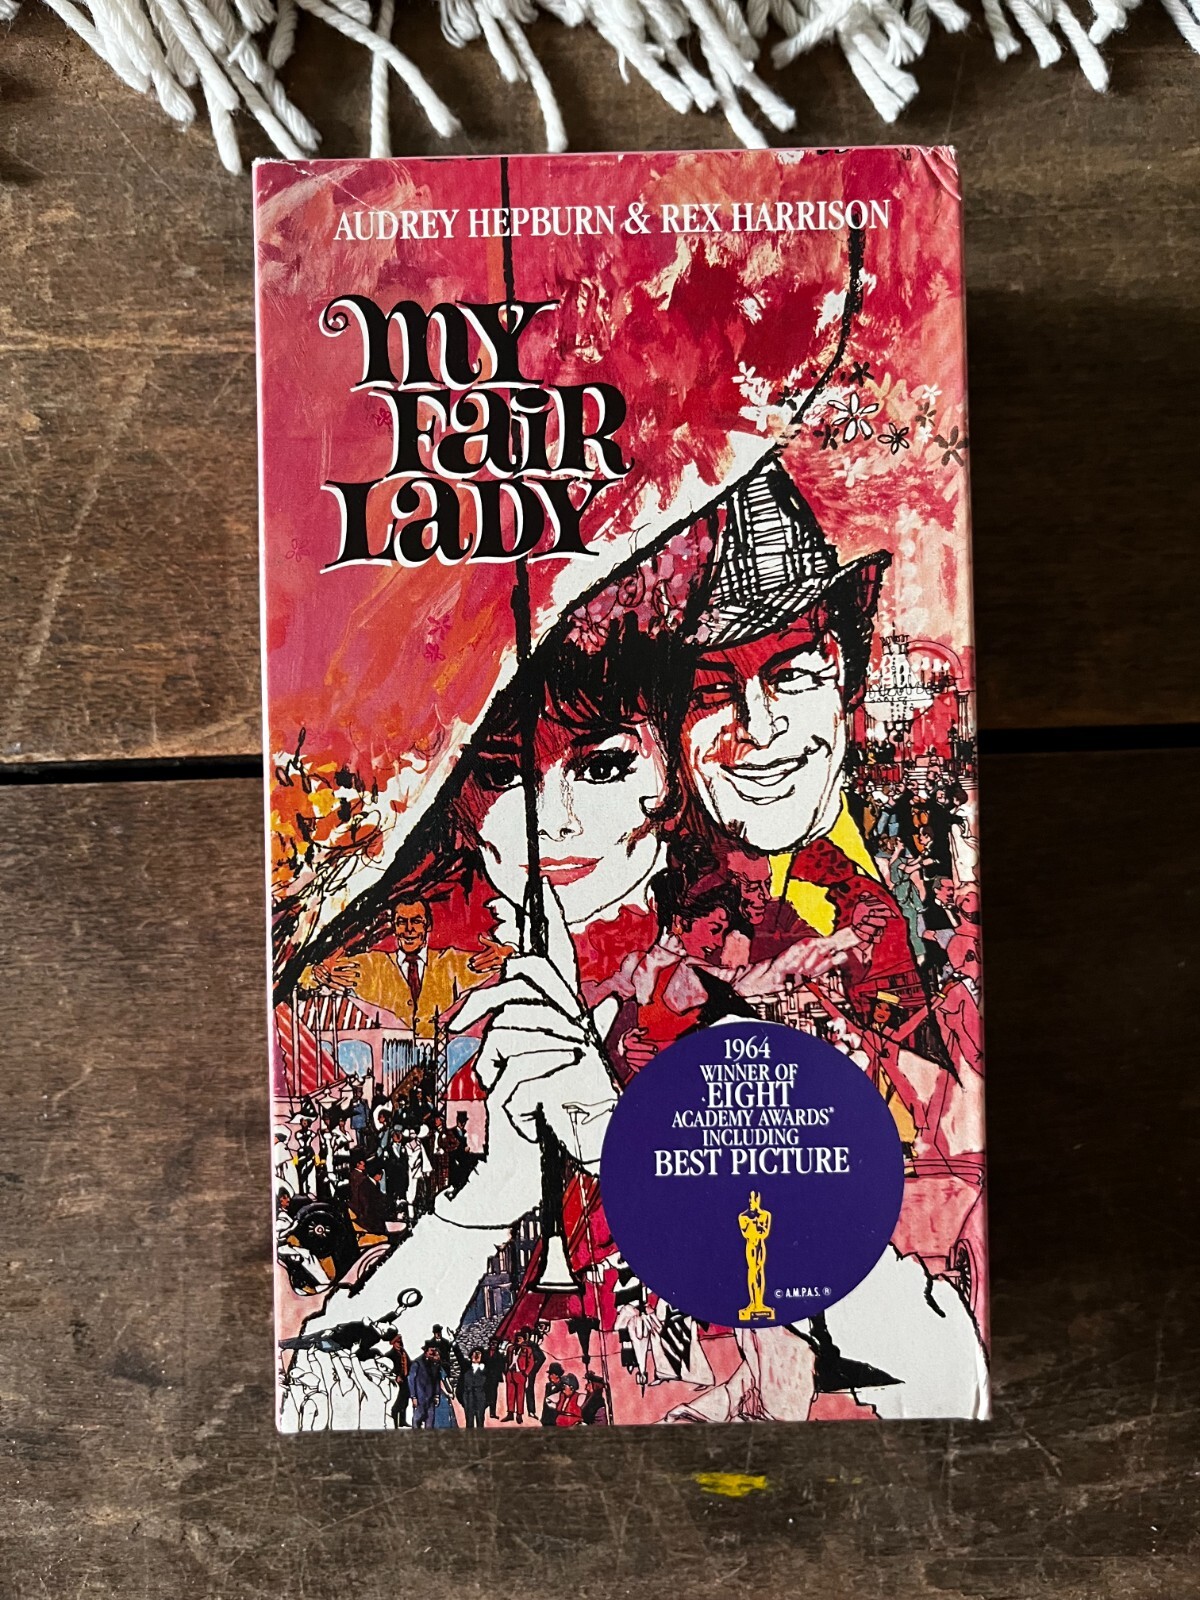 AUDREY HEPBURN & REX HARRISON
MY
FAIR
LADY
1964
WINNER OF
EIGHT
ACADEMY AWARDS®
INCLUDING
BEST PICTURE
© A.M.P.A.S. ®